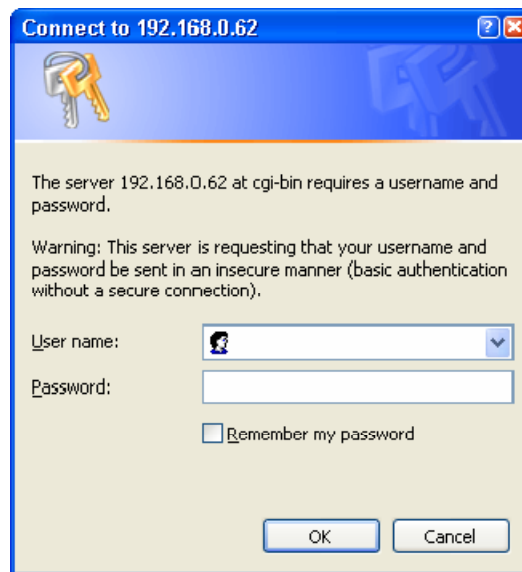 Connect to 192.168.0.62
The server 192.168.0.62 at cgi-bin requires a username and
password.
Warning: This server is requesting that your username and
password be sent in an insecure manner (basic authentication
without a secure connection).
User name:
Password:
Remember my password
OK Cancel